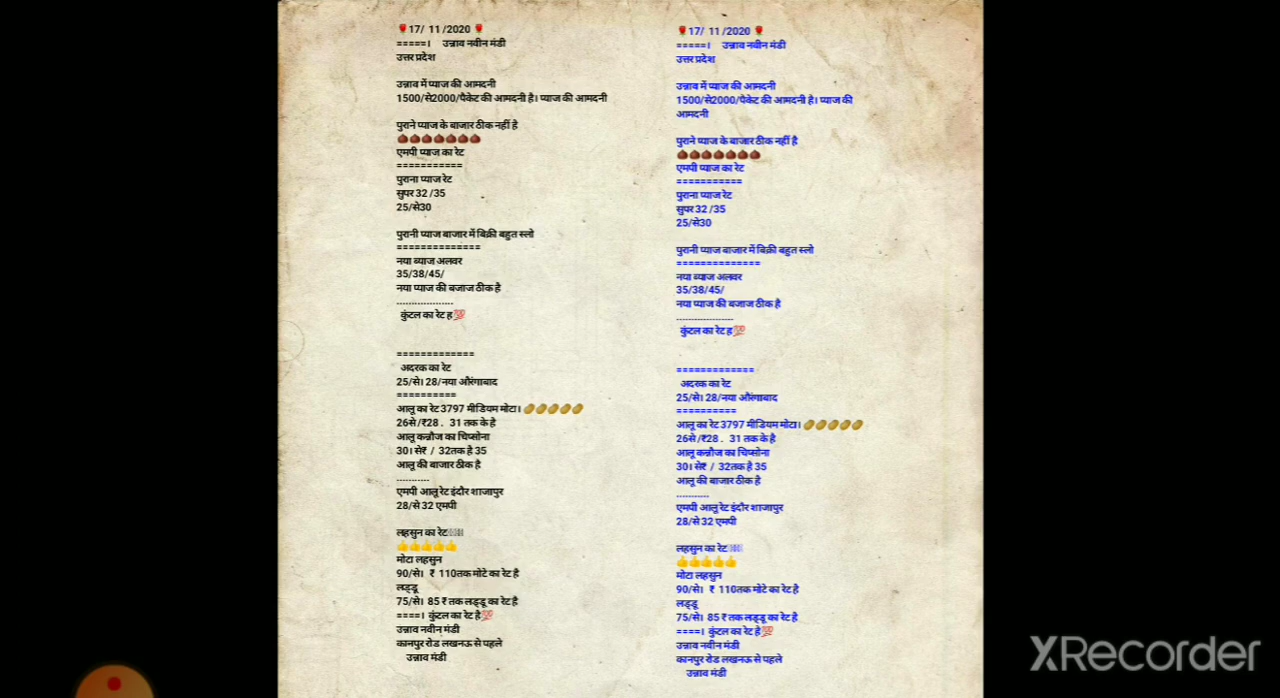 🌹17/ 11 /2020 🌹
=====।   उन्नाव नवीन मंडी
उत्तर प्रदेश
उन्नाव में प्याज की आमदनी
1500/से2000/पैकेट की आमदनी है। प्याज की आमदनी
पुराने प्याज के बाजार ठीक नहीं है
🌰🌰🌰🌰🌰🌰🌰
एमपी प्याज का रेट
===========
पुराना प्याज रेट
सुपर 32 /35
25/से30
पुरानी प्याज बाजार में बिक्री बहुत स्लो
==============
नया ब्याज अलवर
35/38/45/
नया प्याज की बजाज ठीक है
...................
कुंटल का रेट ह💯
=============
अदरक का रेट
25/से। 28/नया औरंगाबाद
==========
आलू का रेट 3797 मीडियम मोटा। 🥔🥔🥔🥔🥔
26से /₹28 .  31 तक के है
आलू कन्नौज का चिप्सोना
30। से₹ /  32तक है 35
आलू की बाजार ठीक है
...........
एमपी आलू रेट इंदौर शाजापुर
28/से 32 एमपी
लहसुन का रेट
👍👍👍👍👍
मोटा लहसुन
90/से।  ₹ 110तक मोटे का रेट है
लड्डू
75/से।  85 ₹ तक लड्डू का रेट है
====।  कुंटल का रेट है💯
उन्नाव नवीन मंडी
कानपुर रोड लखनऊ से पहले
उन्नाव मंडी
🌹17/ 11 /2020 🌹
=====।   उन्नाव नवीन मंडी
उत्तर प्रदेश
उन्नाव में प्याज की आमदनी
1500/से2000/पैकेट की आमदनी है। प्याज की
आमदनी
पुराने प्याज के बाजार ठीक नहीं है
🌰🌰🌰🌰🌰🌰🌰
एमपी प्याज का रेट
===========
पुराना प्याज रेट
सुपर 32 /35
25/से30
पुरानी प्याज बाजार में बिक्री बहुत स्लो
==============
नया ब्याज अलवर
35/38/45/
नया प्याज की बजाज ठीक है
...................
कुंटल का रेट ह💯
=============
अदरक का रेट
25/से। 28/नया औरंगाबाद
==========
आलू का रेट 3797 मीडियम मोटा। 🥔🥔🥔🥔🥔
26से /₹28 .  31 तक के है
आलू कन्नौज का चिप्सोना
30। से₹ /  32तक है 35
आलू की बाजार ठीक है
...........
एमपी आलू रेट इंदौर शाजापुर
28/से 32 एमपी
लहसुन का रेट
👍👍👍👍👍
मोटा लहसुन
90/से।  ₹ 110तक मोटे का रेट है
लड्डू
75/से।  85 ₹ तक लड्डू का रेट है
====।  कुंटल का रेट है💯
उन्नाव नवीन मंडी
कानपुर रोड लखनऊ से पहले
उन्नाव मंडी
XRecorder